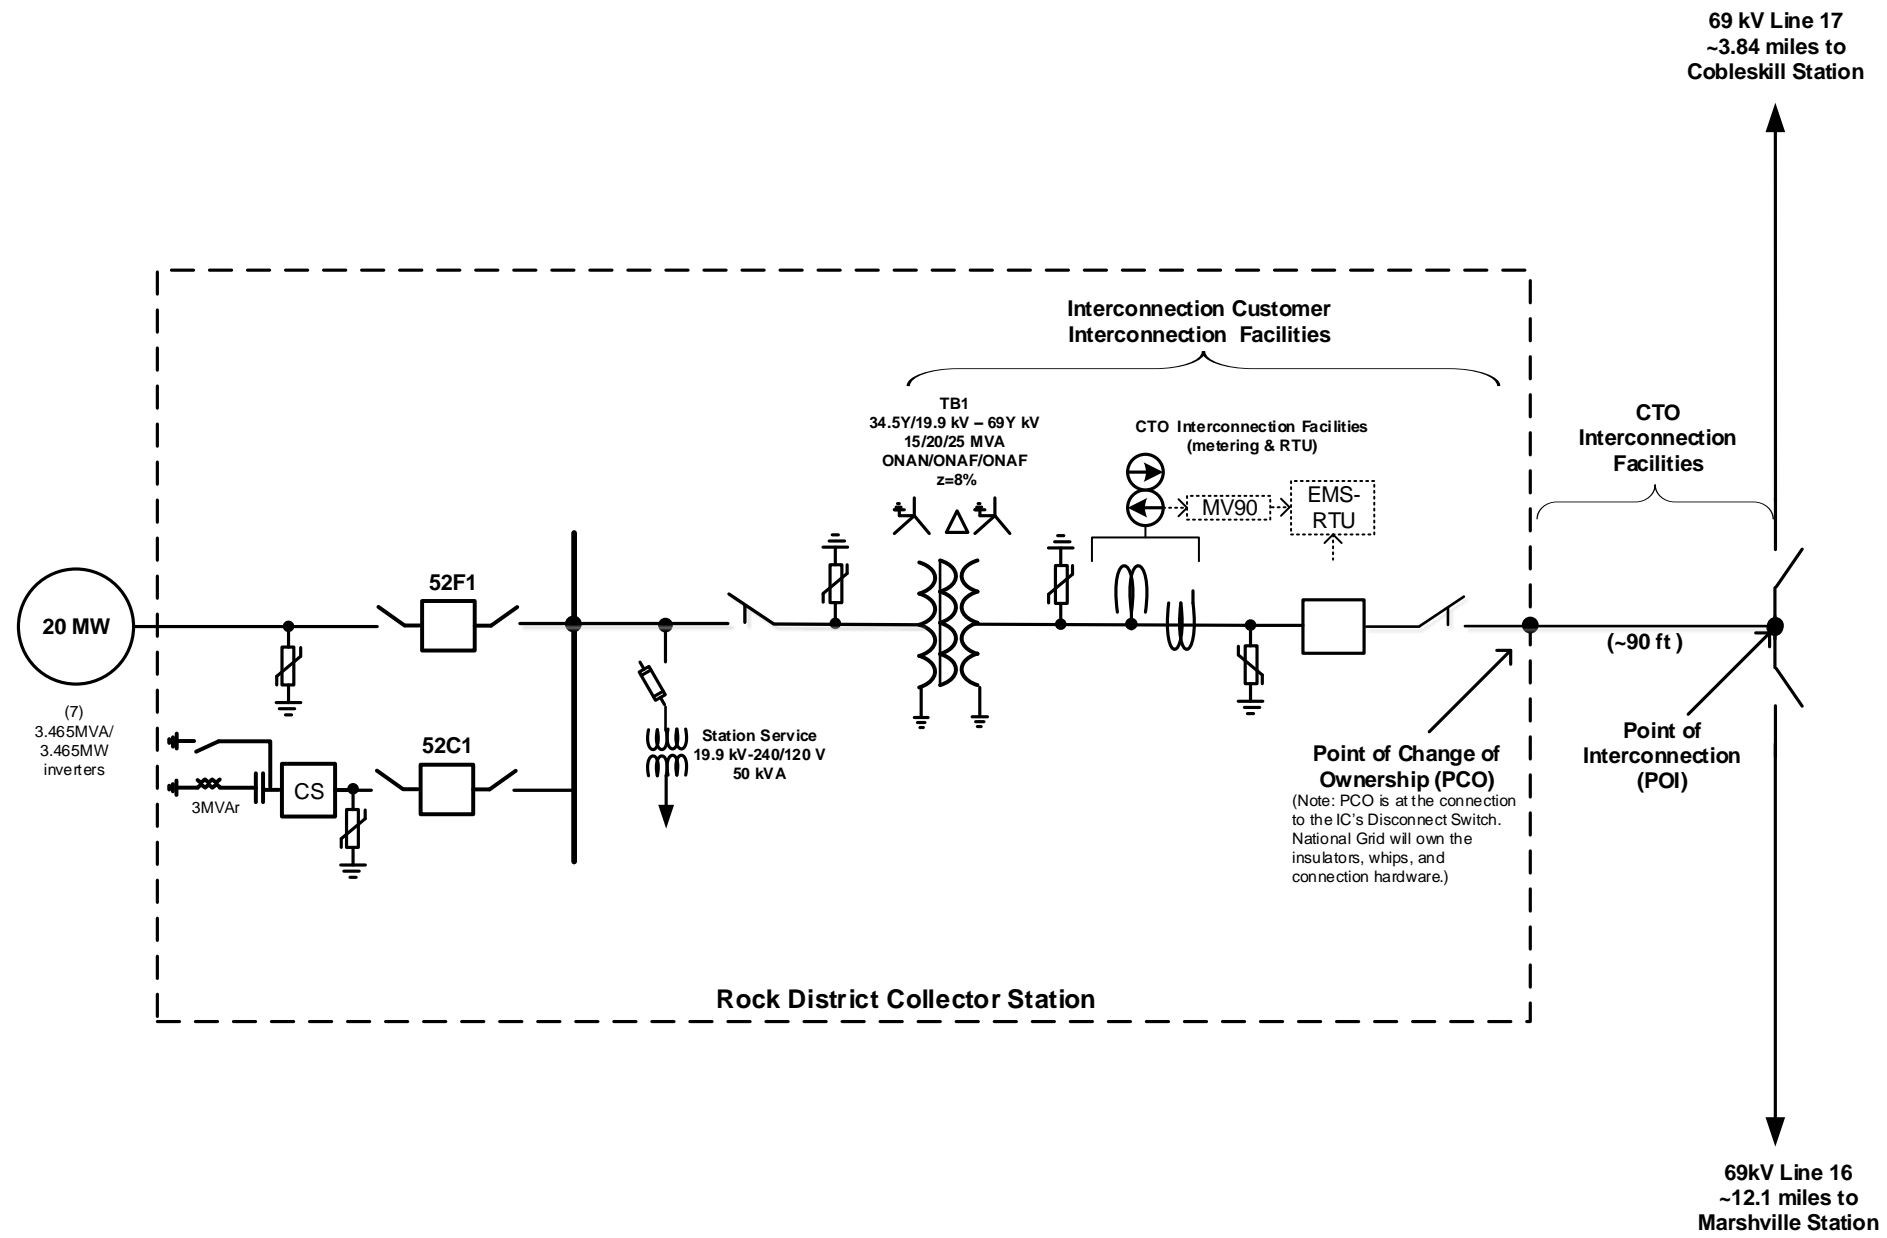 69 kV Line 17
~3.84 miles to
Cobleskill Station
Interconnection Customer
Interconnection Facilities
TB1
34.5Y/19.9 kV – 69Y kV
15/20/25 MVA
ONAN/ONAF/ONAF
z=8%
CTO Interconnection Facilities
(metering & RTU)
MV90
EMS-
RTU
CTO
Interconnection
Facilities
20 MW
(7)
3.465MVA/
3.465MW
inverters
52F1
52C1
CS
3MVAr
Station Service
19.9 kV-240/120 V
50 kVA
(~90 ft )
Point of Change of
Ownership (PCO)
(Note: PCO is at the connection
to the IC's Disconnect Switch.
National Grid will own the
insulators, whips, and
connection hardware.)
Point of
Interconnection
(POI)
Rock District Collector Station
69kV Line 16
~12.1 miles to
Marshville Station